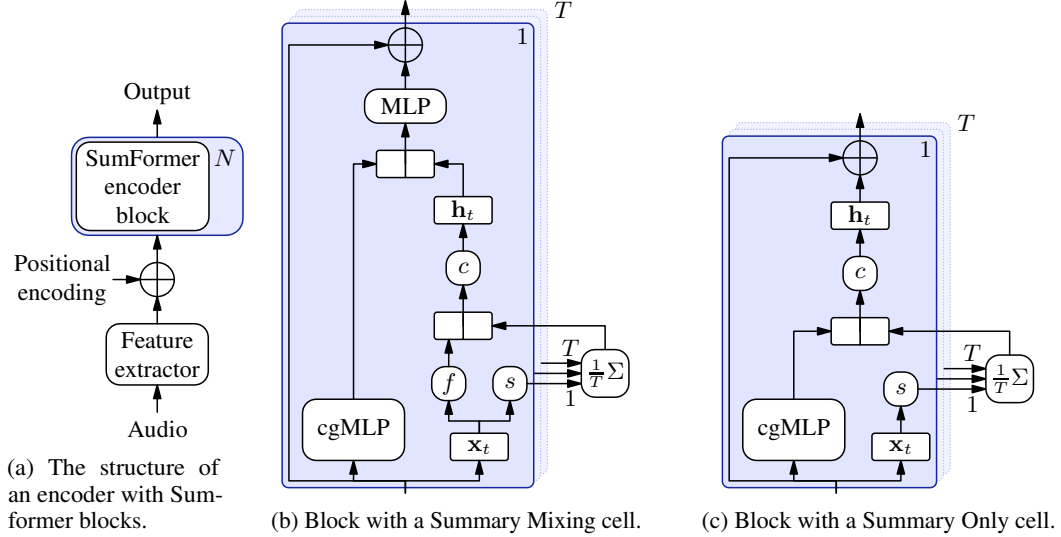 Output
SumFormer
encoder
block
N
Positional
encoding
Feature
extractor
Audio
(a) The structure of
an encoder with Sum-
former blocks.
T
1
MLP
h_t
c
f
s
T
1
1/T Σ
cgMLP
x_t
(b) Block with a Summary Mixing cell.
T
1
h_t
c
s
T
1
1/T Σ
cgMLP
x_t
(c) Block with a Summary Only cell.